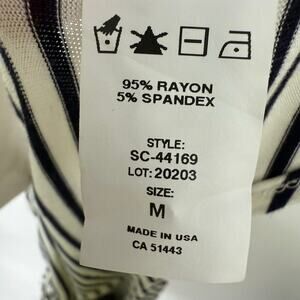 95% RAYON
5% SPANDEX
STYLE:
SC-44169
LOT: 20203
SIZE:
M
MADE IN USA
CA 51443